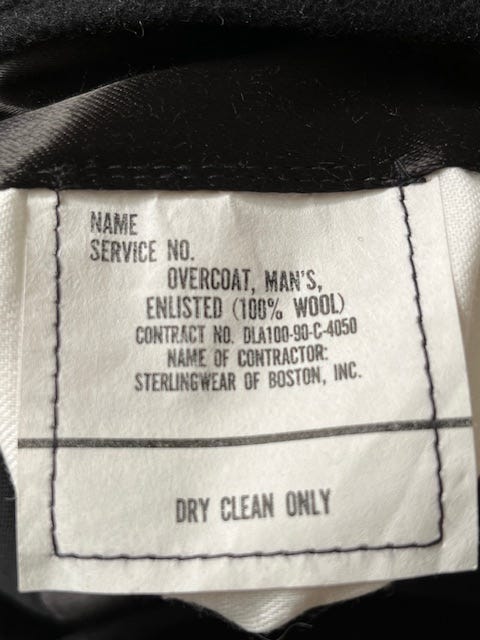 NAME
SERVICE NO.
OVERCOAT, MAN'S,
ENLISTED (100% WOOL)
CONTRACT NO. DLA100-90-C-4050
NAME OF CONTRACTOR:
STERLINGWEAR OF BOSTON, INC.
DRY CLEAN ONLY